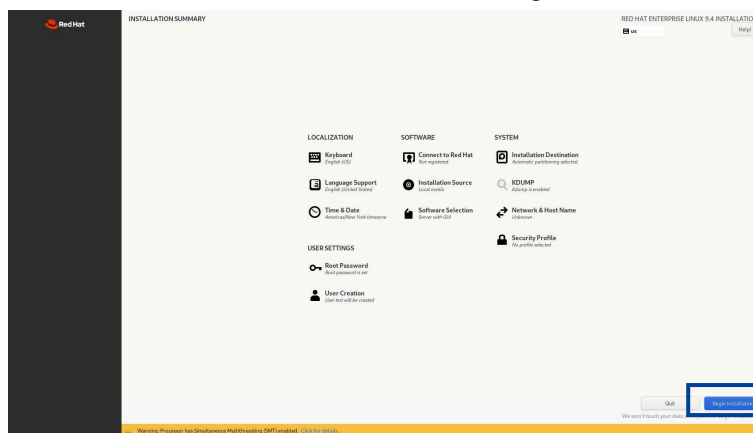 Red Hat
INSTALLATION SUMMARY
RED HAT ENTERPRISE LINUX 9.4 INSTALLATIO
us
Help!
LOCALIZATION
Keyboard
English (US)
Language Support
English (United States)
Time & Date
Americas/New York timezone
USER SETTINGS
Root Password
Root password is set
User Creation
User test will be created
SOFTWARE
Connect to Red Hat
Not registered.
Installation Source
Local media
Software Selection
Server with GUI
SYSTEM
Installation Destination
Automatic partitioning selected
KDUMP
Kdump is enabled
Network & Host Name
Unknown
Security Profile
No profile selected
Quit
Begin Installation
We won't touch your disks
Warning: Processor has Simultaneous Multithreading (SMT) enabled. Click for details.